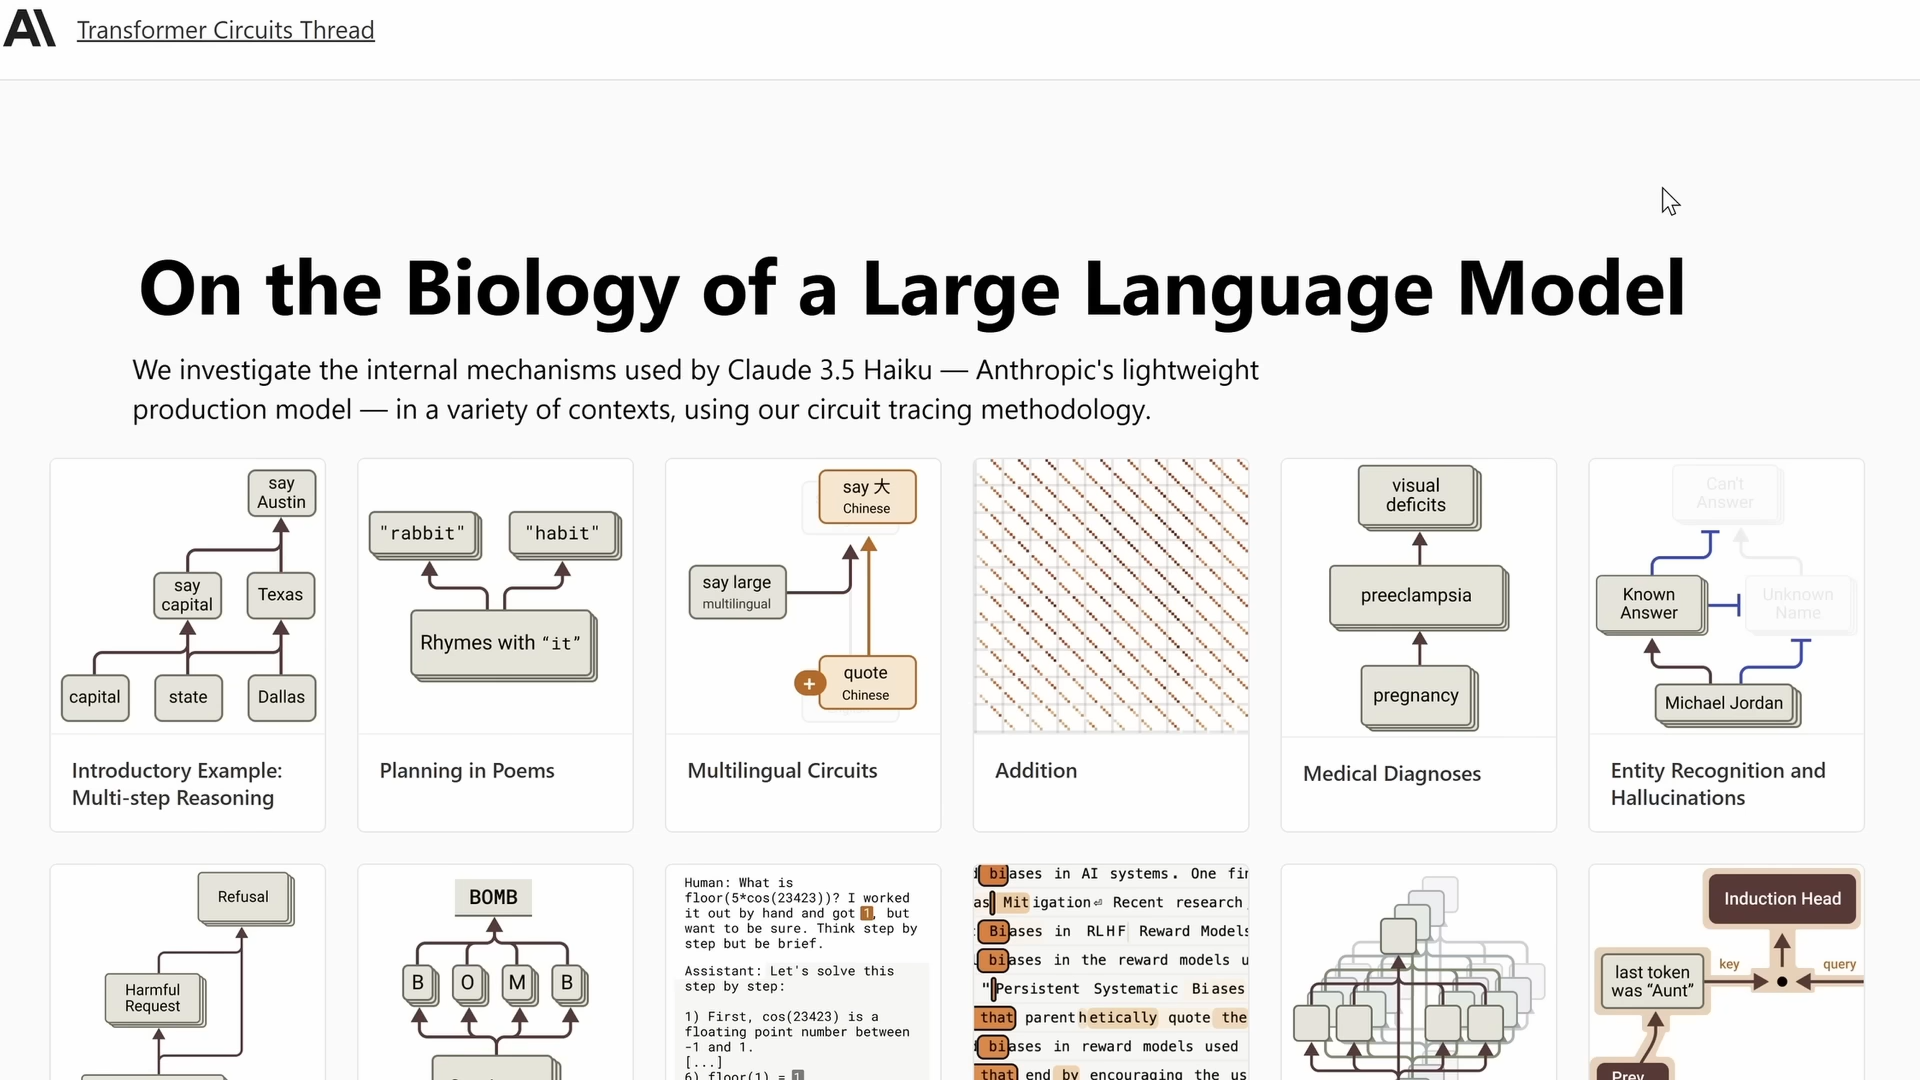 Transformer Circuits Thread
On the Biology of a Large Language Model
We investigate the internal mechanisms used by Claude 3.5 Haiku — Anthropic's lightweight
production model — in a variety of contexts, using our circuit tracing methodology.
say
Austin
say
capital
Texas
capital
state
Dallas
Introductory Example:
Multi-step Reasoning
"rabbit"
"habit"
Rhymes with “it”
Planning in Poems
say 大
Chinese
say large
multilingual
+
quote
Chinese
Multilingual Circuits
Addition
visual
deficits
preeclampsia
pregnancy
Medical Diagnoses
Can't
Answer
Known
Answer
Unknown
Name
Michael Jordan
Entity Recognition and
Hallucinations
Refusal
Harmful
Request
BOMB
B O M B
Human: What is
floor(5*cos(23423))? I worked
it out by hand and got 1, but
want to be sure. Think step by
step but be brief.
Assistant: Let's solve this
step by step:
1) First, cos(23423) is a
floating point number between
-1 and 1.
[...]
6) floor(1) = 1
biases in AI systems. One fir
as Mitigation⏎ Recent research
Biases in RLHF Reward Models
biases in the reward models u
"Persistent Systematic Biases
that parenthetically quote the
biases in reward models used
that end by encouraging the us
Induction Head
last token
was “Aunt”
key
query
Prev